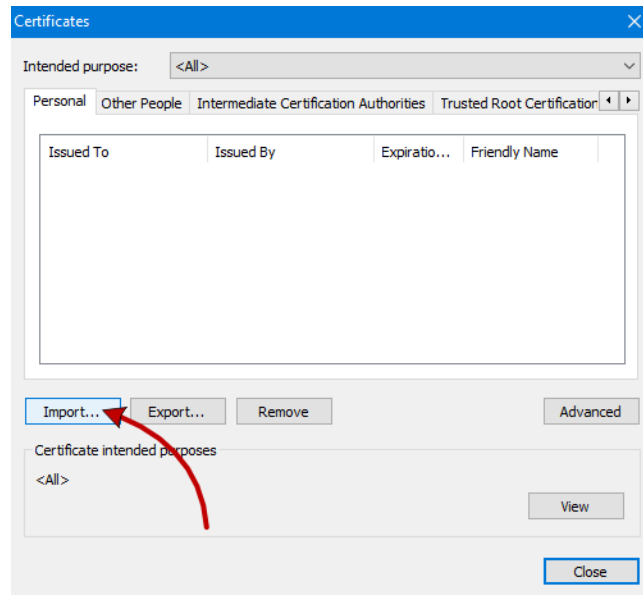 Certificates
Intended purpose: <All>
Personal Other People Intermediate Certification Authorities Trusted Root Certification
Issued To Issued By Expiratio... Friendly Name
Import... Export... Remove Advanced
Certificate intended purposes
<All>
View
Close